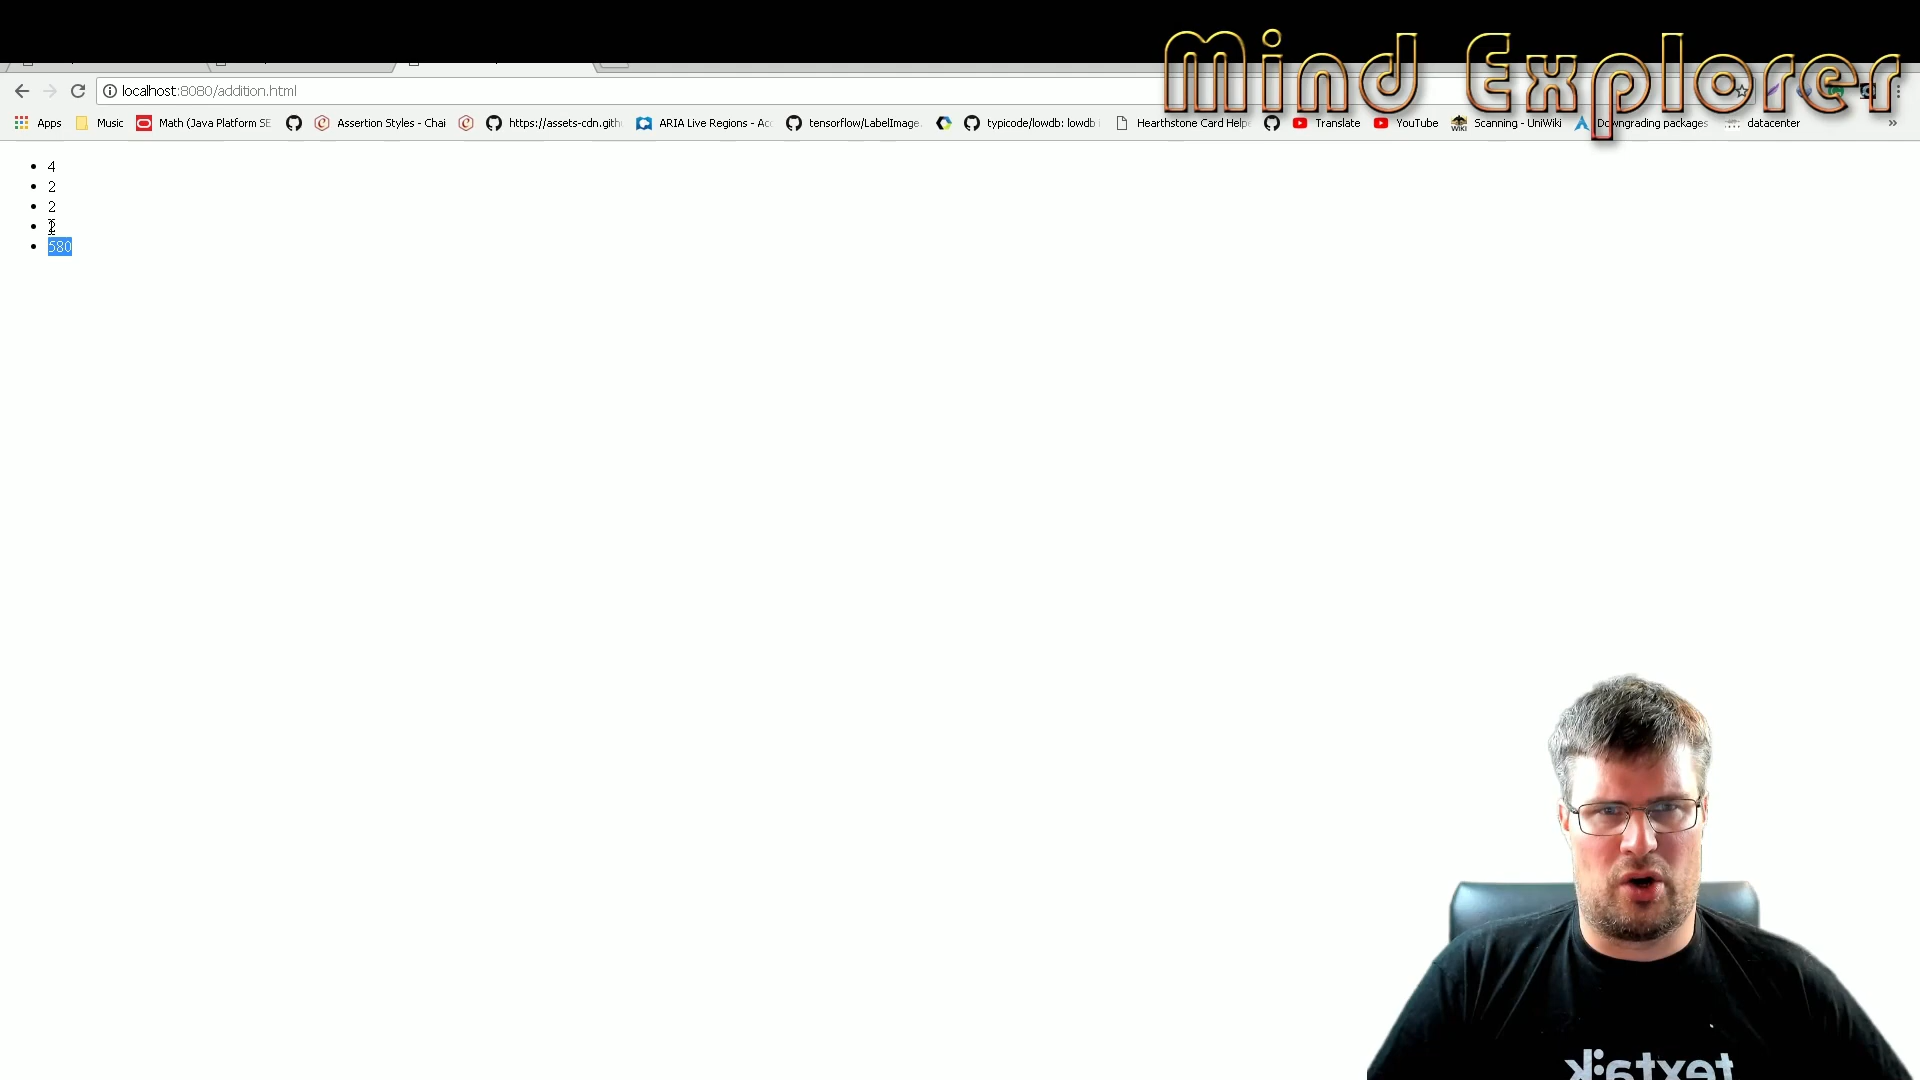 Mind Explorer
localhost:8080/addition.html
Apps Music Math (Java Platform SE Assertion Styles - Chai https://assets-cdn.gith ARIA Live Regions - Ac tensorflow/LabelImage typicode/lowdb: lowdb i Hearthstone Card Help Translate YouTube WIKI Scanning - UniWiki Downgrading packages datacenter »
4
2
2
580
textalk